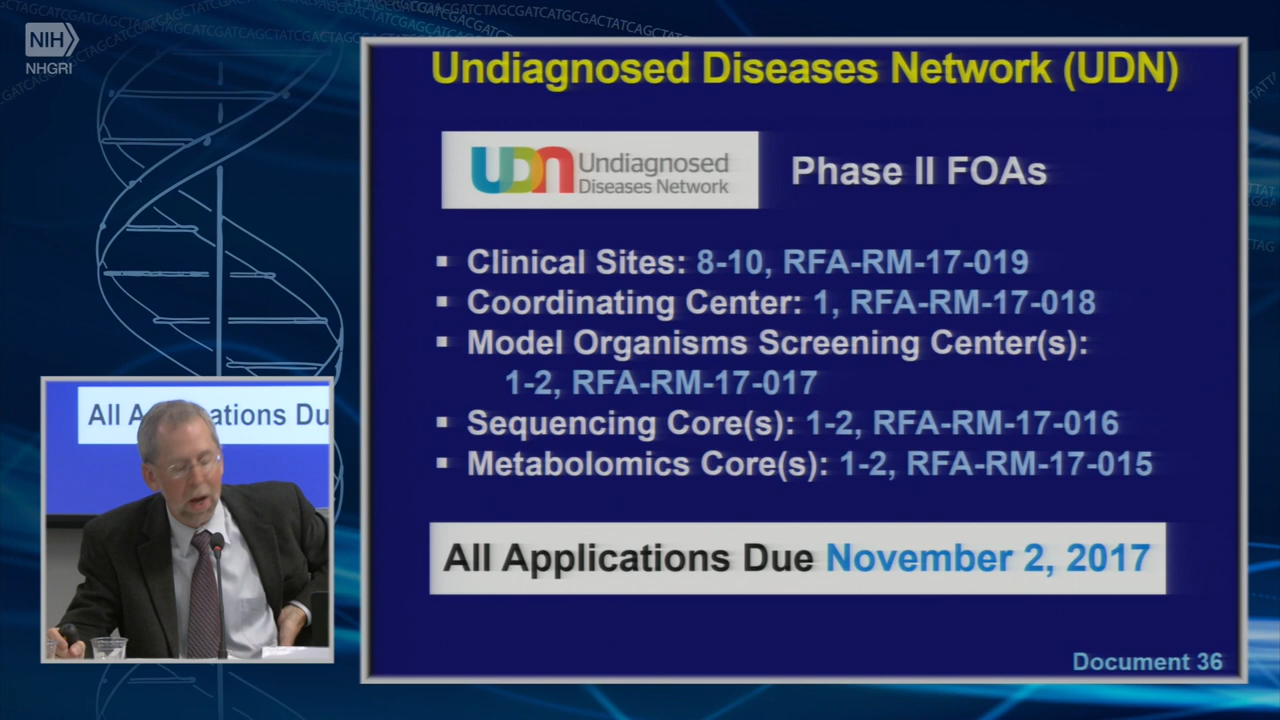 NIH
NHGRI
Undiagnosed Diseases Network (UDN)
UDN Undiagnosed
Diseases Network
Phase II FOAs
▪ Clinical Sites: 8-10, RFA-RM-17-019
▪ Coordinating Center: 1, RFA-RM-17-018
▪ Model Organisms Screening Center(s):
1-2, RFA-RM-17-017
▪ Sequencing Core(s): 1-2, RFA-RM-17-016
▪ Metabolomics Core(s): 1-2, RFA-RM-17-015
All Applications Due November 2, 2017
Document 36
All A ations Du